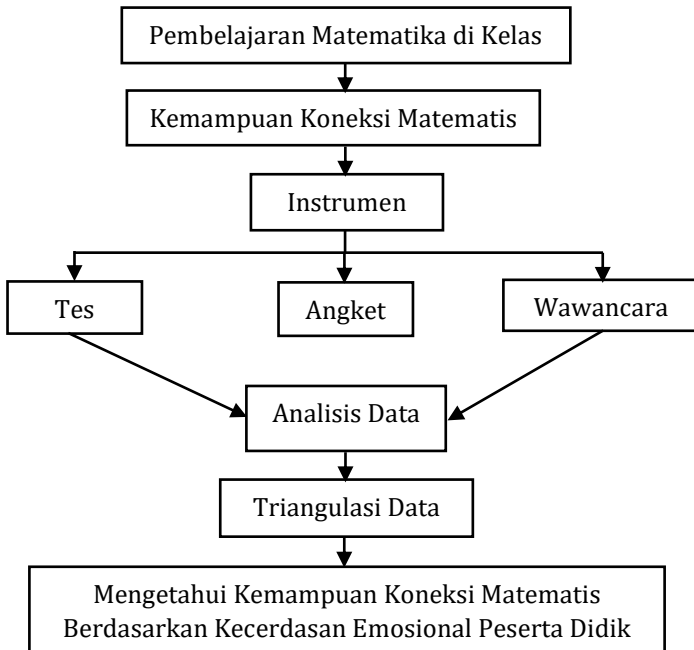 Pembelajaran Matematika di Kelas
Kemampuan Koneksi Matematis
Instrumen
Tes
Angket
Wawancara
Analisis Data
Triangulasi Data
Mengetahui Kemampuan Koneksi Matematis
Berdasarkan Kecerdasan Emosional Peserta Didik